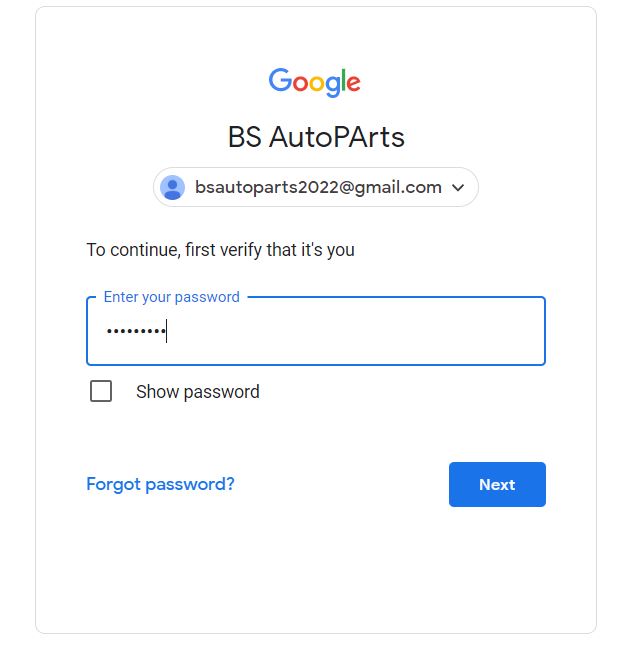 Google
BS AutoPArts
bsautoparts2022@gmail.com
To continue, first verify that it's you
Enter your password
•••••••••
Show password
Forgot password?
Next